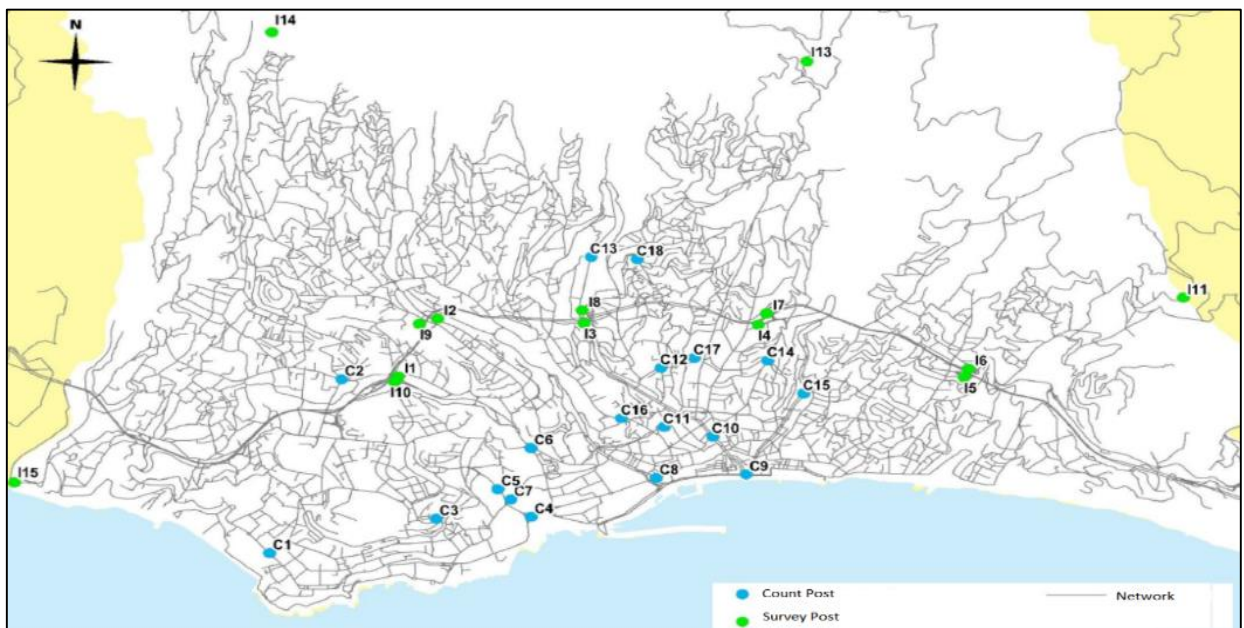 I14
N
I13
C13
C18
I11
I8
I7
I2
I9
I3
I4
C17
C12
C14
I6
I1
C2
I5
I10
C15
C16
C11
C10
C6
I15
C8
C9
C5
C7
C3
C4
C1
Count Post
Network
Survey Post